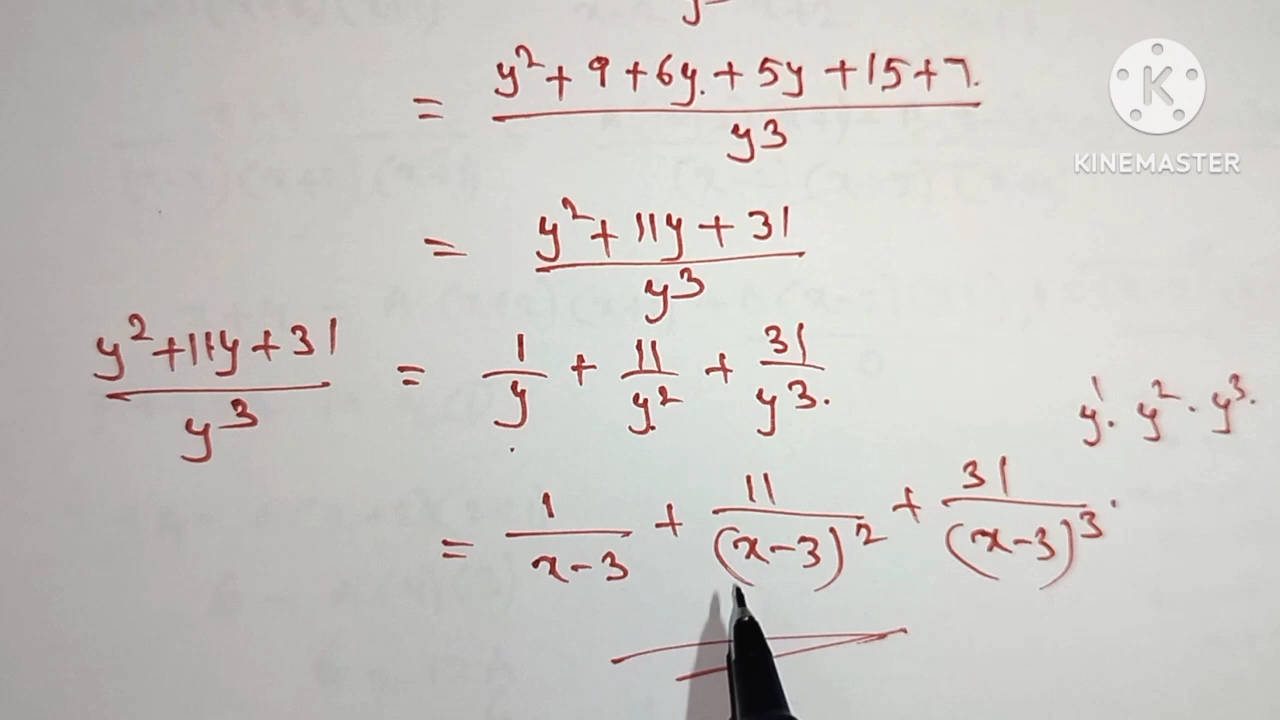 = y² + 9 + 6y + 5y + 15 + 7 / y³
KINEMASTER
= y² + 11y + 31 / y³
y² + 11y + 31 / y³ = 1/y + 11/y² + 31/y³.
y¹. y². y³.
= 1/(x-3) + 11/(x-3)² + 31/(x-3)³.